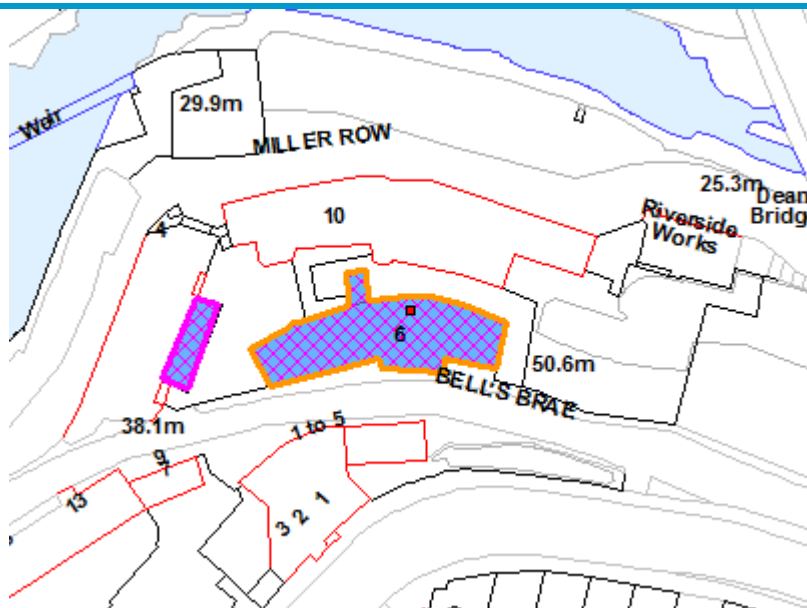 Weir
29.9m
MILLER ROW
25.3m
Dean
Bridg
Riverside
Works
10
4
6
50.6m
BELL'S BRAE
38.1m
1 to 5
9
7
13
3 2 1